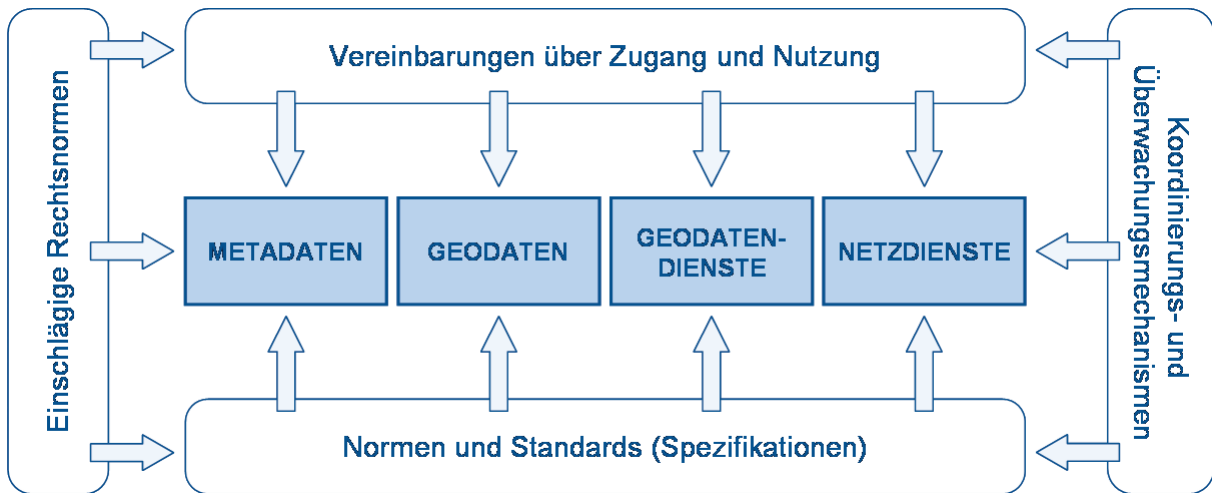 Einschlägige Rechtsnormen
Vereinbarungen über Zugang und Nutzung
METADATEN
GEODATEN
GEODATEN-
DIENSTE
NETZDIENSTE
Normen und Standards (Spezifikationen)
Koordinierungs- und
Überwachungsmechanismen